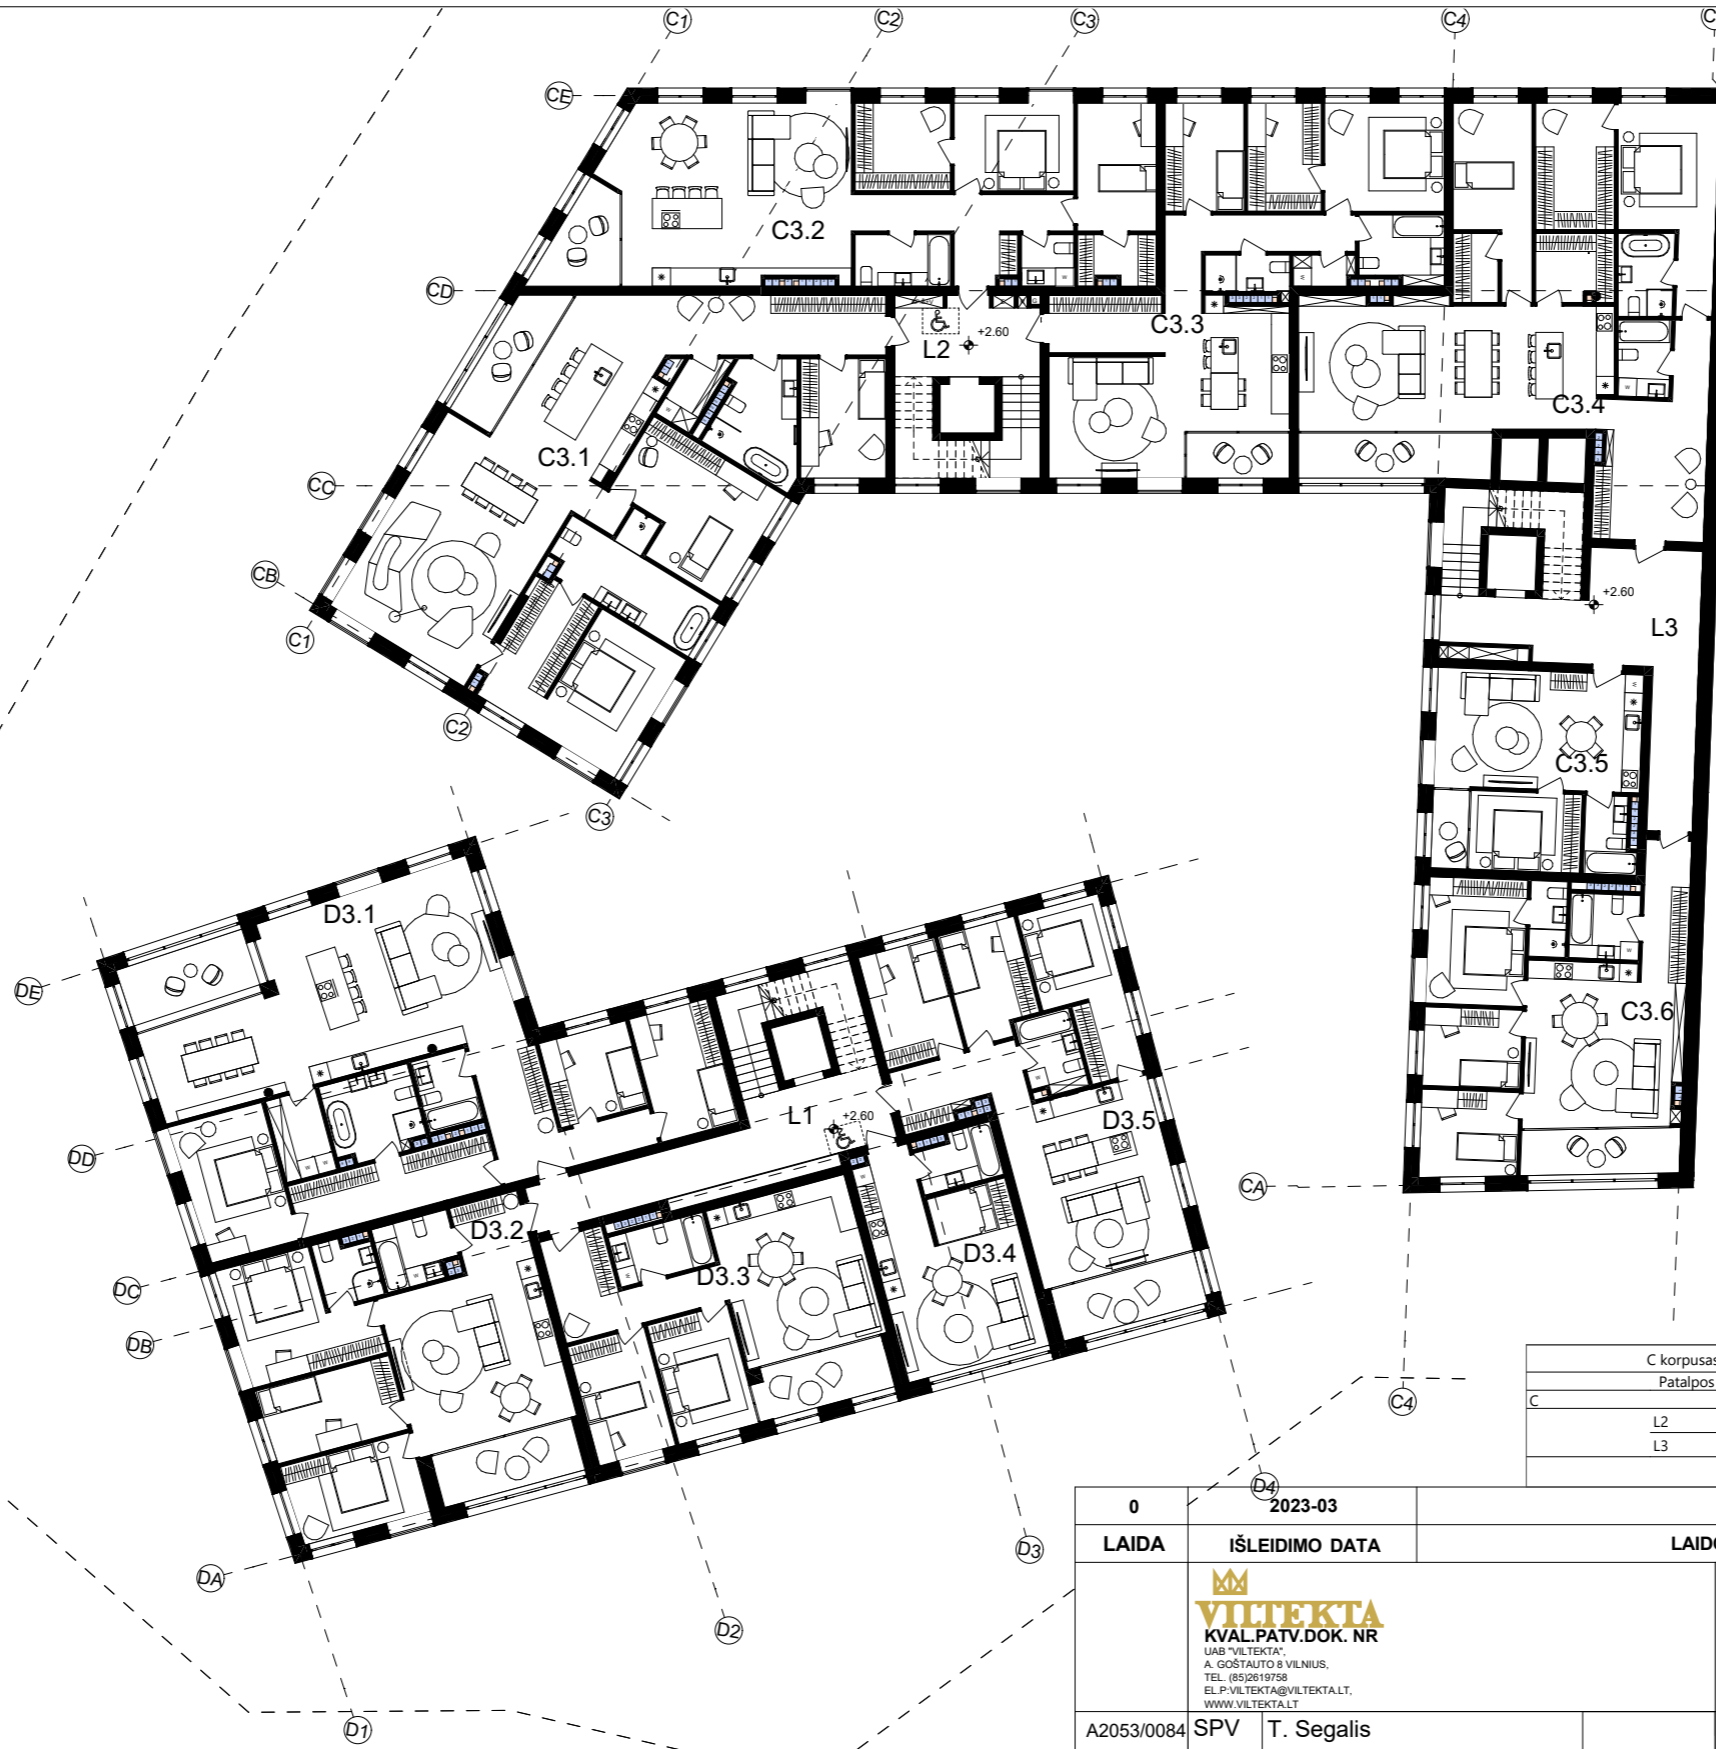 C1
C2
C3
C4
C
CE
CD
CC
CB
C1
C2
C3
C3.2
C3.1
L2
+2.60
C3.3
C3.4
+2.60
L3
C3.5
C3.6
CA
C4
D3.1
DE
DD
DC
DB
DA
L1
+2.60
D3.5
D3.2
D3.3
D3.4
D1
D2
D3
D4
C korpusas
Patalpos
C
L2
L3
0 2023-03
LAIDA IŠLEIDIMO DATA LAIDO
VILTEKTA
KVAL.PATV.DOK. NR
UAB "VILTEKTA",
A. GOŠTAUTO 8 VILNIUS,
TEL. (85)2619758
EL.P:VILTEKTA@VILTEKTA.LT,
WWW.VILTEKTA.LT
A2053/0084 SPV T. Segalis